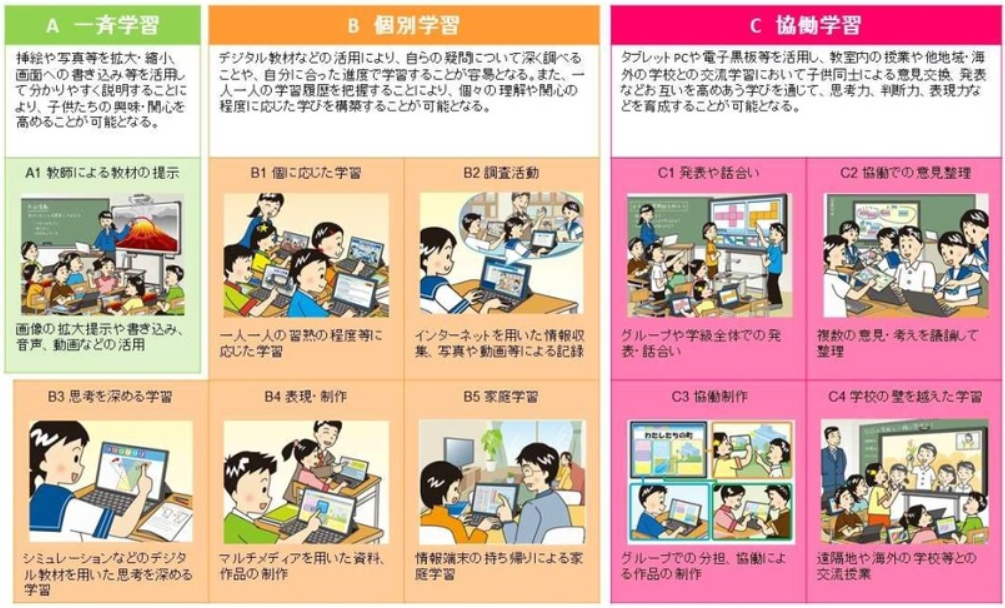 A 一斉学習
挿絵や写真等を拡大・縮小、
画面への書き込み等を活用し
て分かりやすく説明することに
より、子供たちの興味・関心を
高めることが可能となる。
B 個別学習
デジタル教材などの活用により、自らの疑問について深く調べる
ことや、自分に合った進度で学習することが容易となる。また、一
人一人の学習履歴を把握することにより、個々の理解や関心の
程度に応じた学びを構築することが可能となる。
C 協働学習
タブレットPCや電子黒板等を活用し、教室内の授業や他地域・海
外の学校との交流学習において子供同士による意見交換、発表
などお互いを高めあう学びを通じて、思考力、判断力、表現力な
どを育成することが可能となる。
A1 教師による教材の提示
画像の拡大提示や書き込み、
音声、動画などの活用
B1 個に応じた学習
一人一人の習熟の程度等に
応じた学習
B2 調査活動
インターネットを用いた情報収
集、写真や動画等による記録
C1 発表や話合い
グループや学級全体での発
表・話合い
C2 協働での意見整理
複数の意見・考えを議論して
整理
B3 思考を深める学習
シミュレーションなどのデジタ
ル教材を用いた思考を深める
学習
B4 表現・制作
マルチメディアを用いた資料、
作品の制作
B5 家庭学習
情報端末の持ち帰りによる家
庭学習
C3 協働制作
わたしたちの町
グループでの分担、協働によ
る作品の制作
C4 学校の壁を越えた学習
遠隔地や海外の学校等との
交流授業